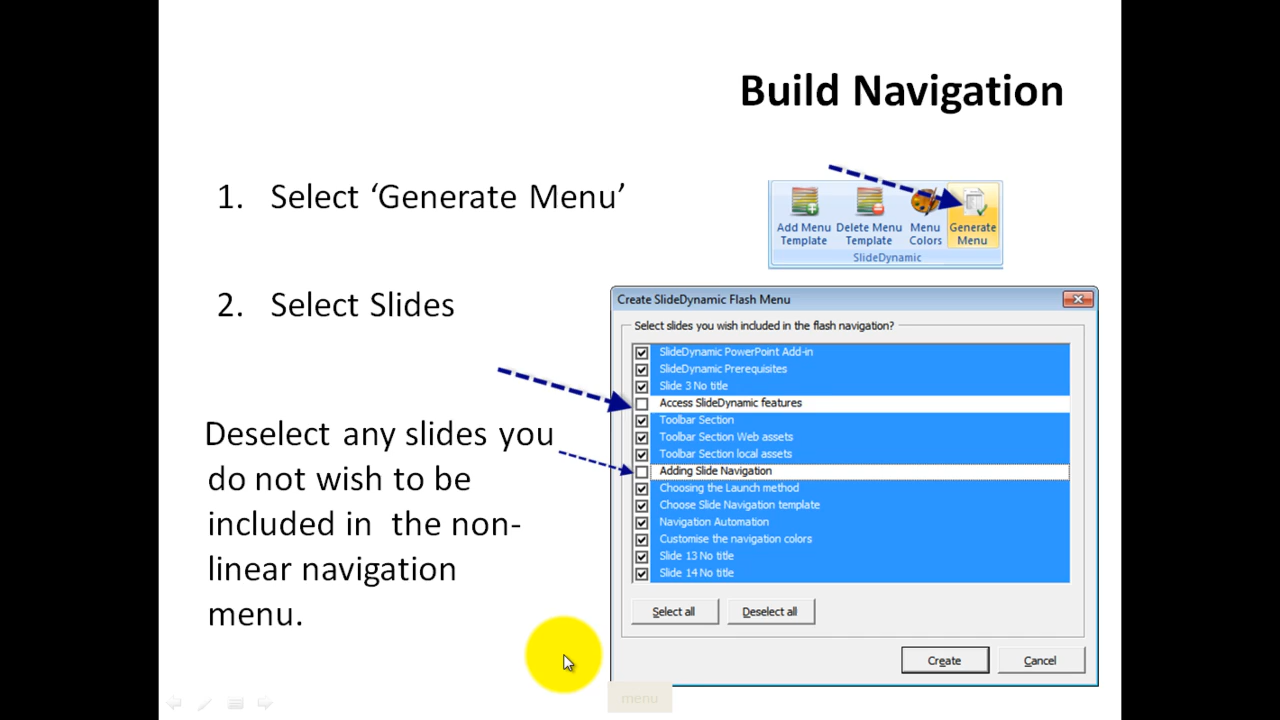 Build Navigation
1. Select ‘Generate Menu’
Add Menu Template
Delete Menu Template
Menu Colors
Generate Menu
SlideDynamic
2. Select Slides
Deselect any slides you
do not wish to be
included in the non-
linear navigation
menu.
Create SlideDynamic Flash Menu
Select slides you wish included in the flash navigation?
SlideDynamic PowerPoint Add-in
SlideDynamic Prerequisites
Slide 3 No title
Access SlideDynamic features
Toolbar Section
Toolbar Section Web assets
Toolbar Section local assets
Adding Slide Navigation
Choosing the Launch method
Choose Slide Navigation template
Navigation Automation
Customise the navigation colors
Slide 13 No title
Slide 14 No title
Select all
Deselect all
Create
Cancel
menu